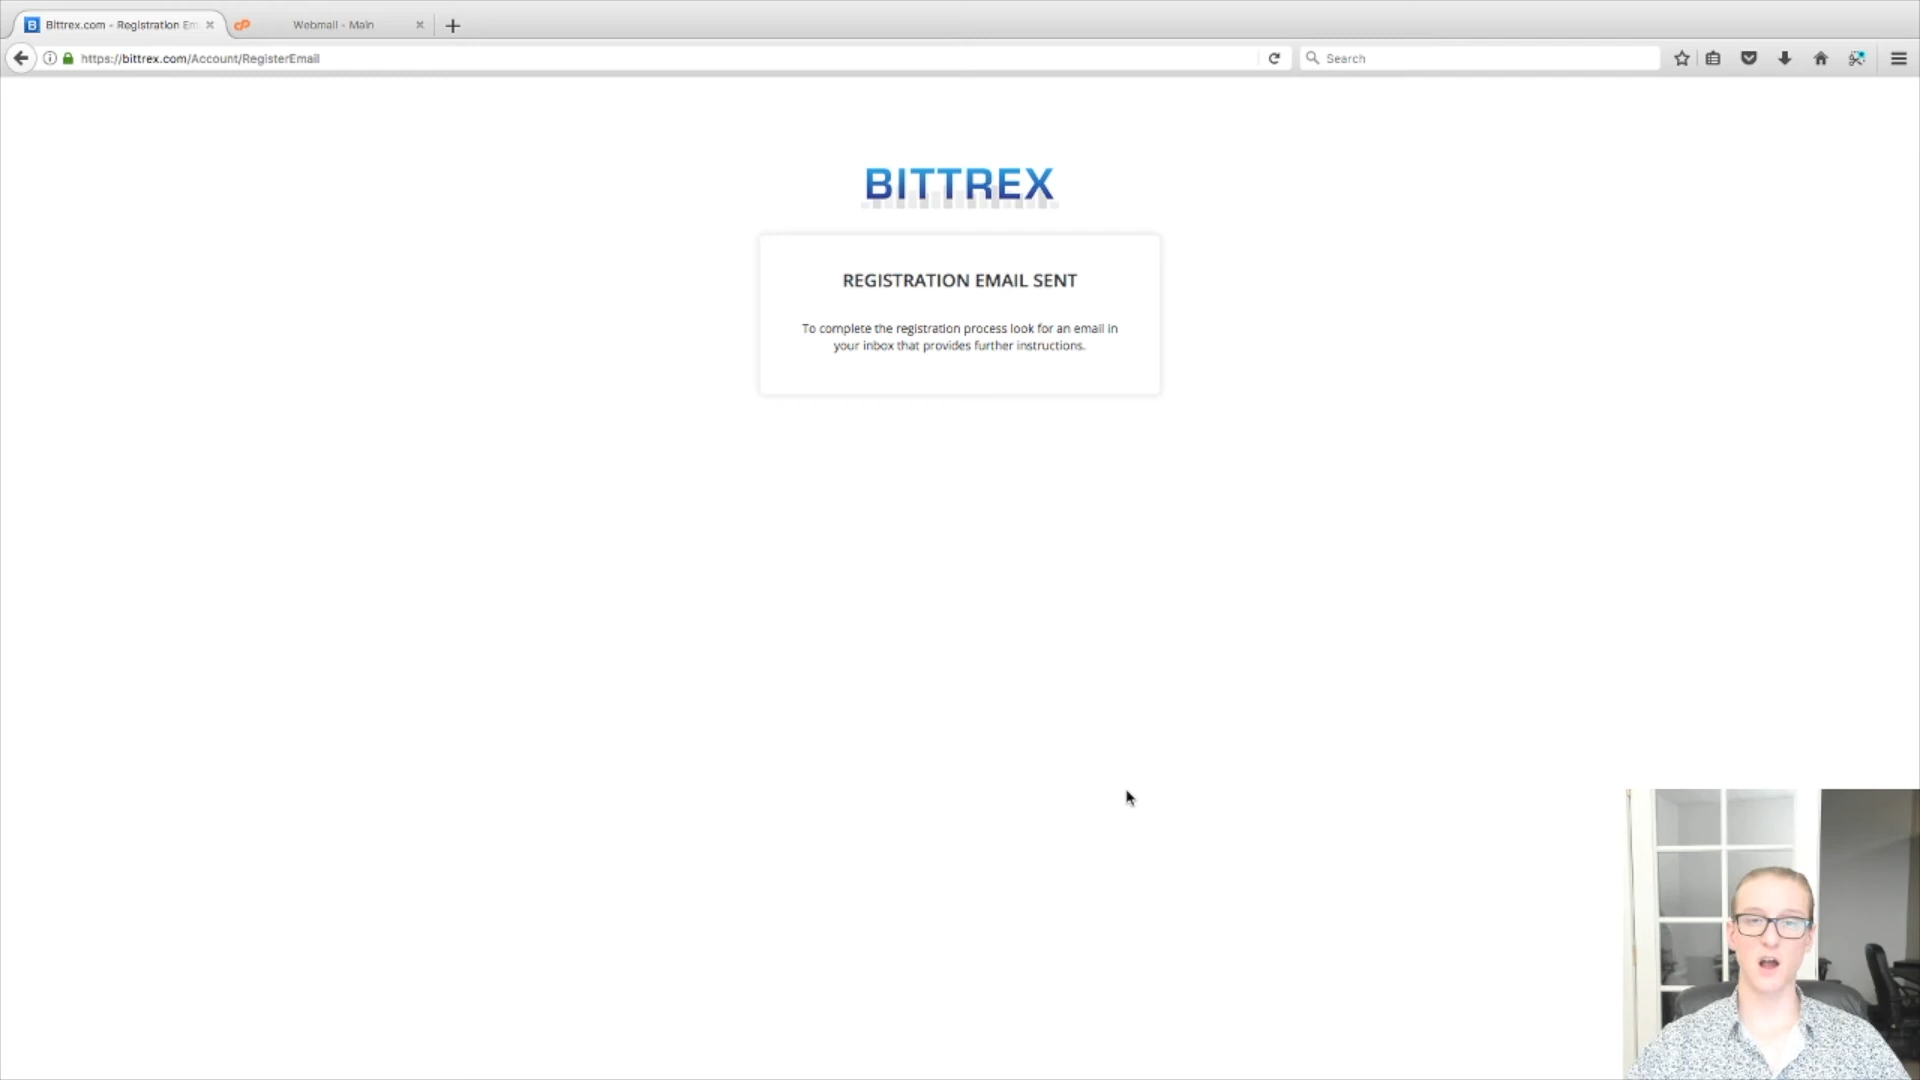 Bittrex.com - Registration Em
Webmail - Main
https://bittrex.com/Account/RegisterEmail
Search
BITTREX
REGISTRATION EMAIL SENT
To complete the registration process look for an email in
your inbox that provides further instructions.